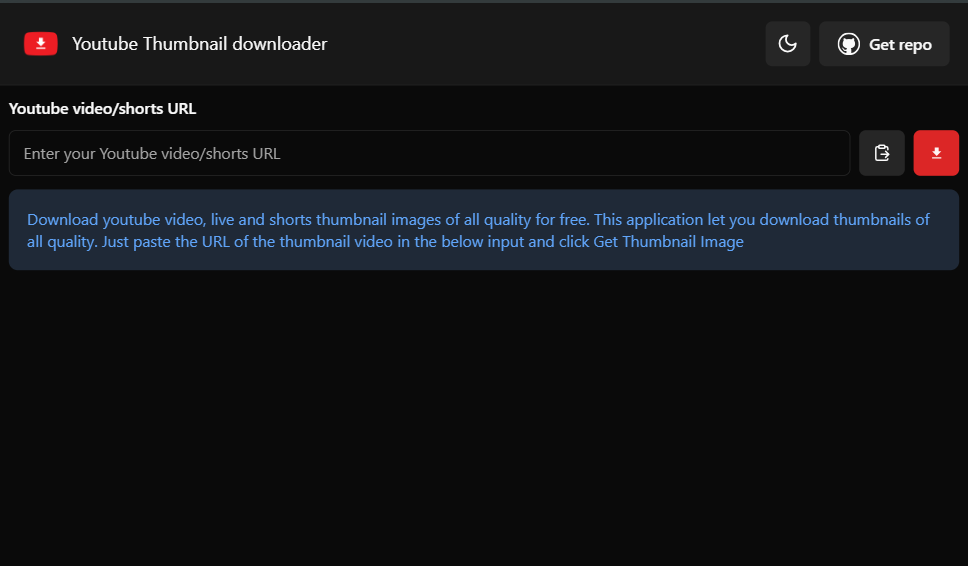 Youtube Thumbnail downloader
Get repo
Youtube video/shorts URL
Enter your Youtube video/shorts URL
Download youtube video, live and shorts thumbnail images of all quality for free. This application let you download thumbnails of
all quality. Just paste the URL of the thumbnail video in the below input and click Get Thumbnail Image